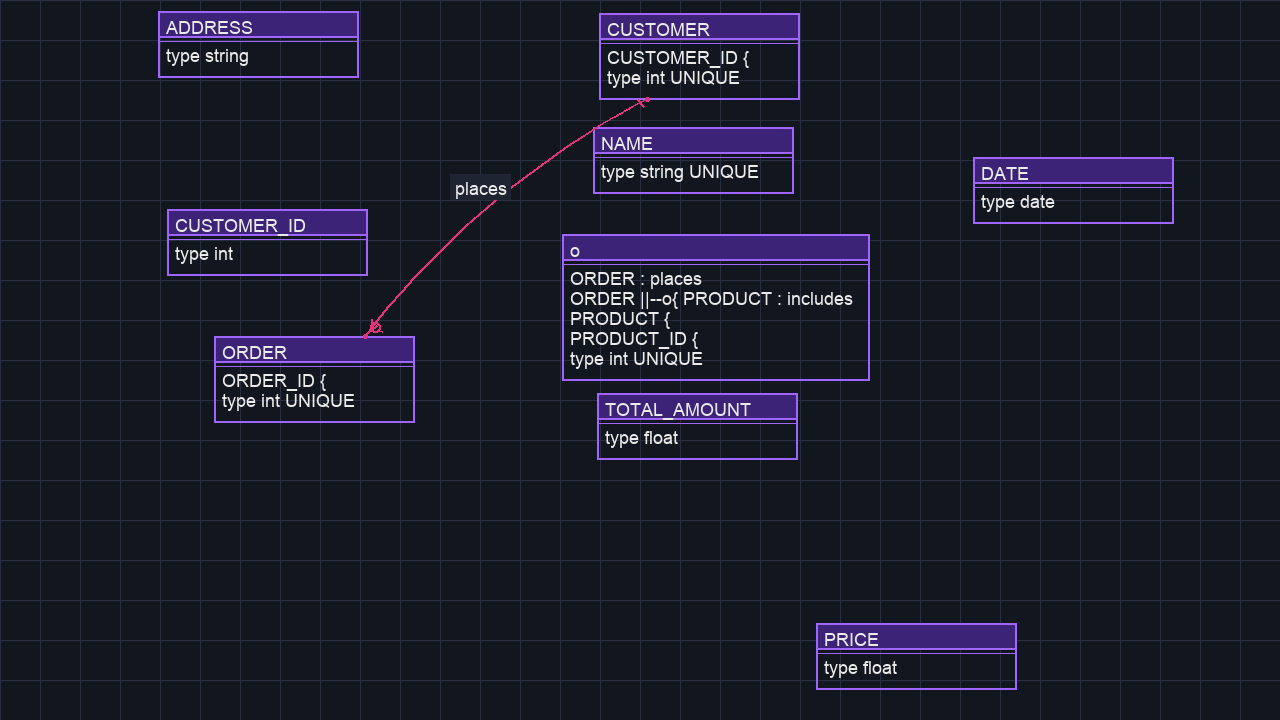 ADDRESS
type string
CUSTOMER
CUSTOMER_ID {
type int UNIQUE
NAME
type string UNIQUE
DATE
type date
places
CUSTOMER_ID
type int
o
ORDER : places
ORDER ||--o{ PRODUCT : includes
PRODUCT {
PRODUCT_ID {
type int UNIQUE
ORDER
ORDER_ID {
type int UNIQUE
TOTAL_AMOUNT
type float
PRICE
type float